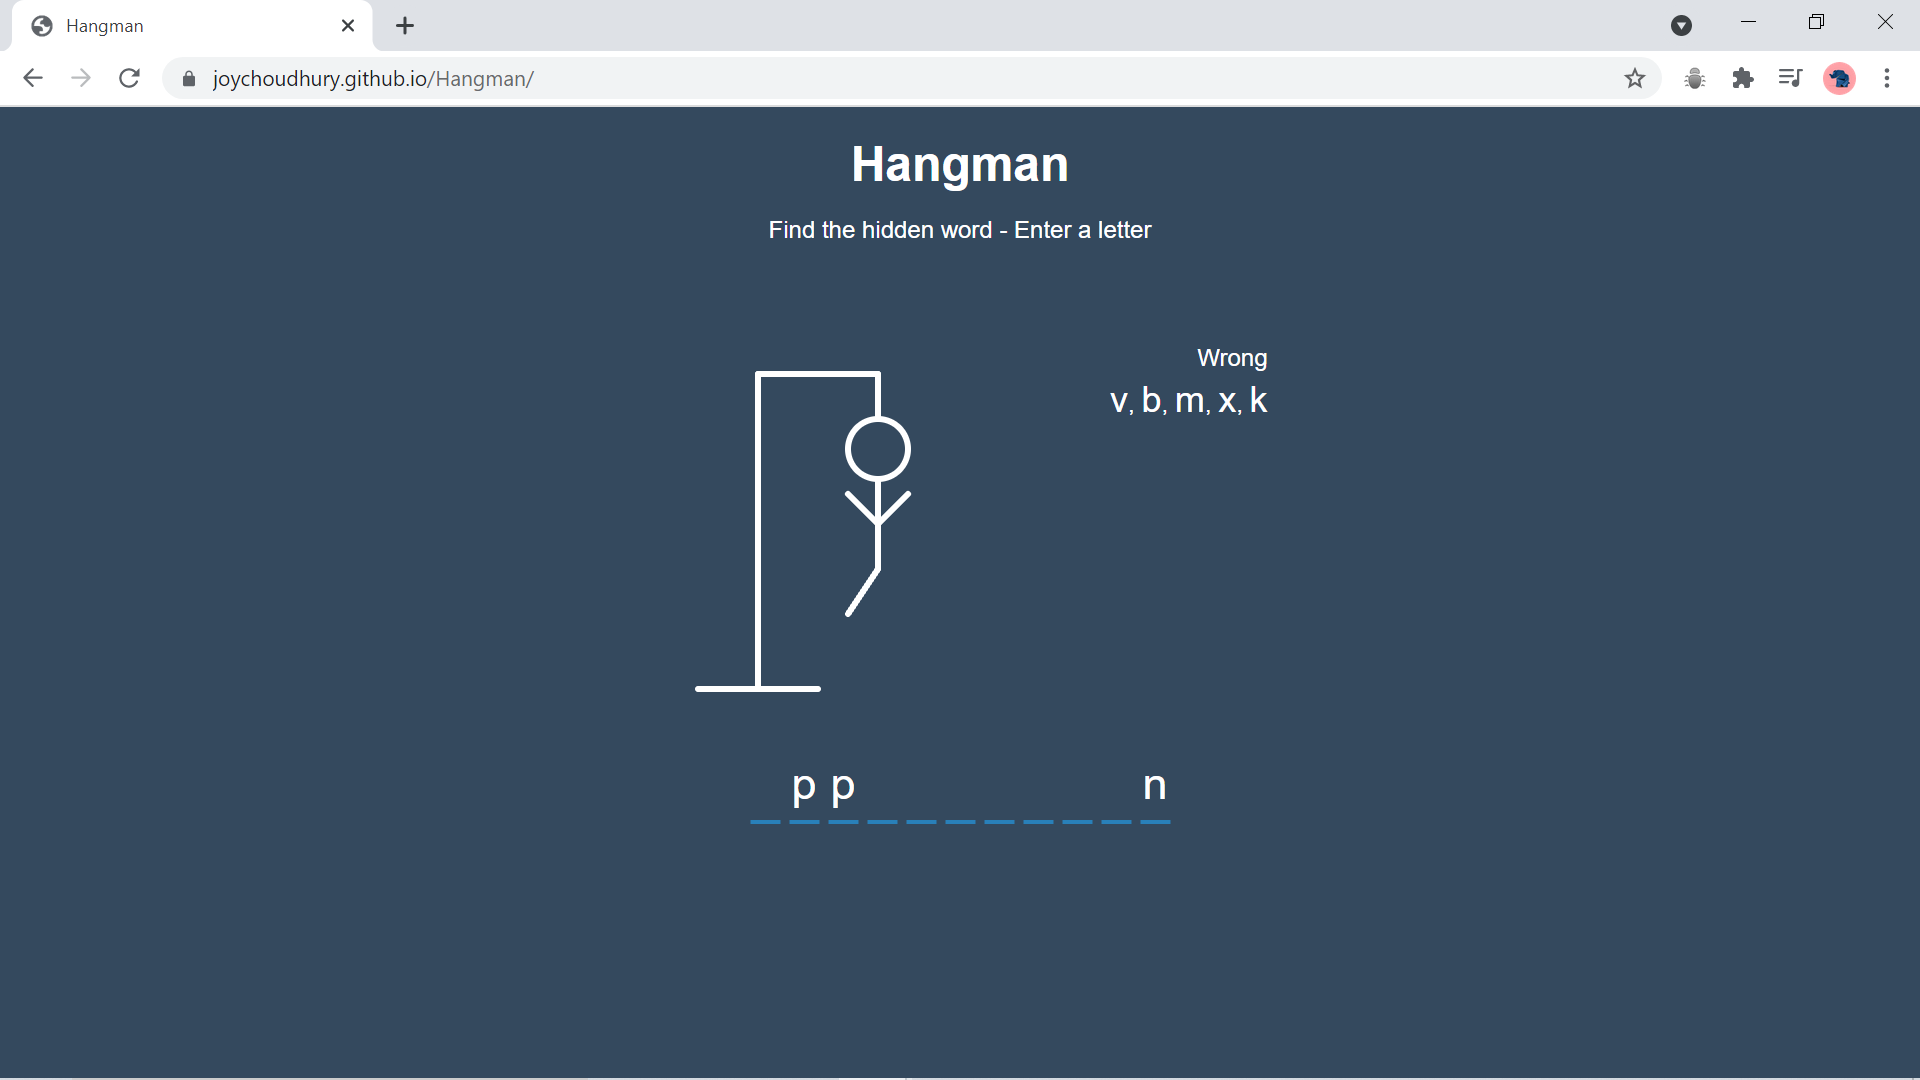 Hangman
joychoudhury.github.io/Hangman/
Hangman
Find the hidden word - Enter a letter
Wrong
v, b, m, x, k
_ p p _ _ _ _ _ _ _ n